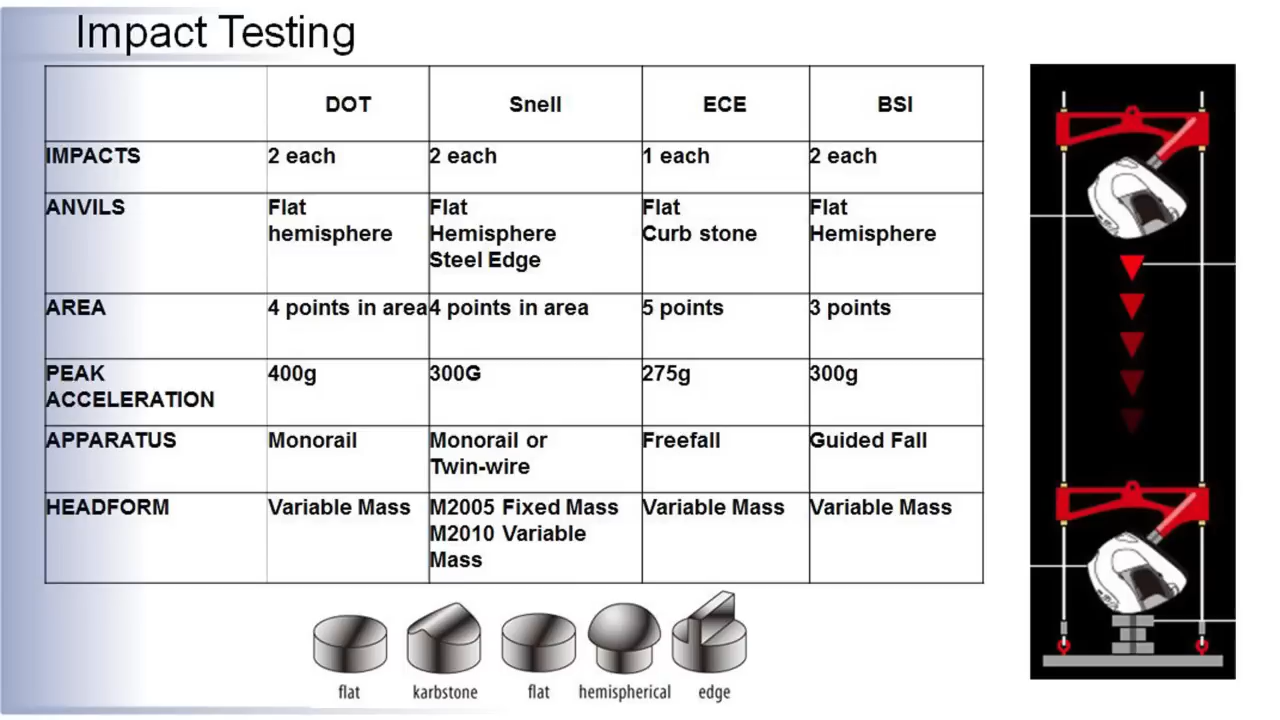 Impact Testing
DOT Snell ECE BSI
IMPACTS 2 each 2 each 1 each 2 each
ANVILS Flat Flat Flat Flat
hemisphere Hemisphere Curb stone Hemisphere
Steel Edge
AREA 4 points in area 4 points in area 5 points 3 points
PEAK 400g 300G 275g 300g
ACCELERATION
APPARATUS Monorail Monorail or Freefall Guided Fall
Twin-wire
HEADFORM Variable Mass M2005 Fixed Mass Variable Mass Variable Mass
M2010 Variable
Mass
flat karbstone flat hemispherical edge